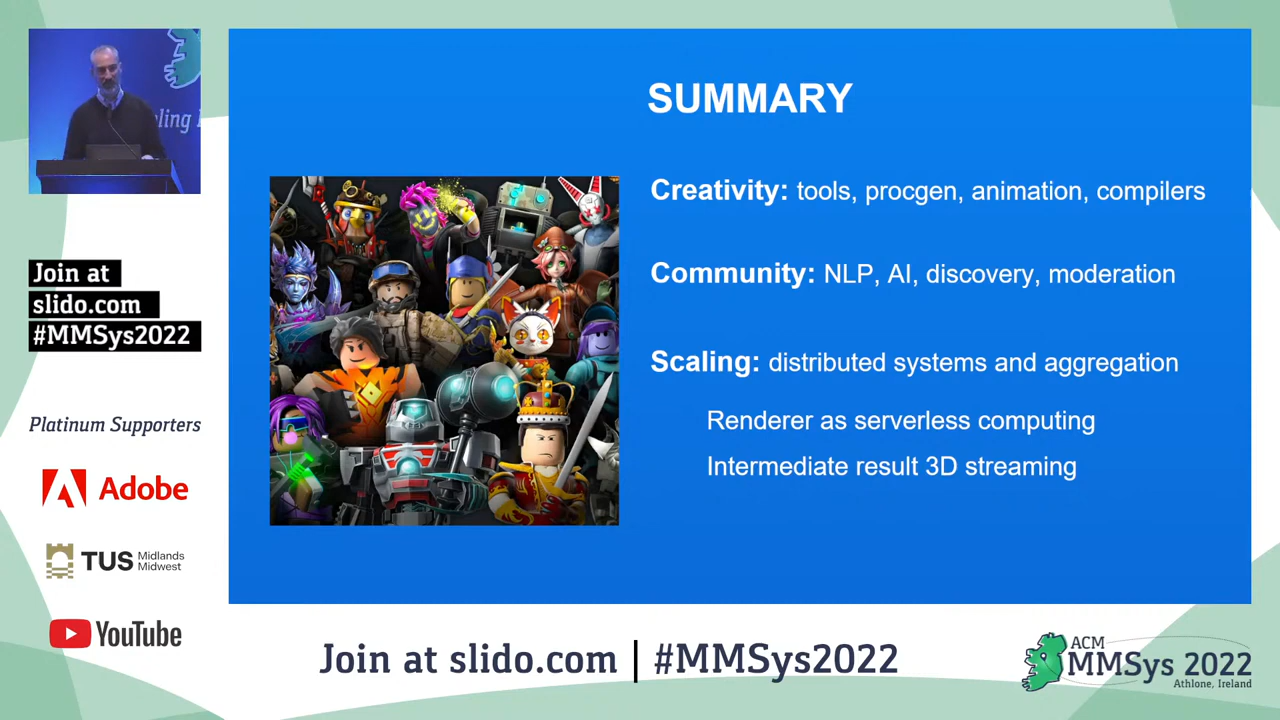 SUMMARY
Creativity: tools, procgen, animation, compilers
Community: NLP, AI, discovery, moderation
Scaling: distributed systems and aggregation
Renderer as serverless computing
Intermediate result 3D streaming
Join at
slido.com
#MMSys2022
Platinum Supporters
Adobe
TUS Midlands
Midwest
YouTube
Join at slido.com | #MMSys2022
ACM
MMSys 2022
Athlone, Ireland